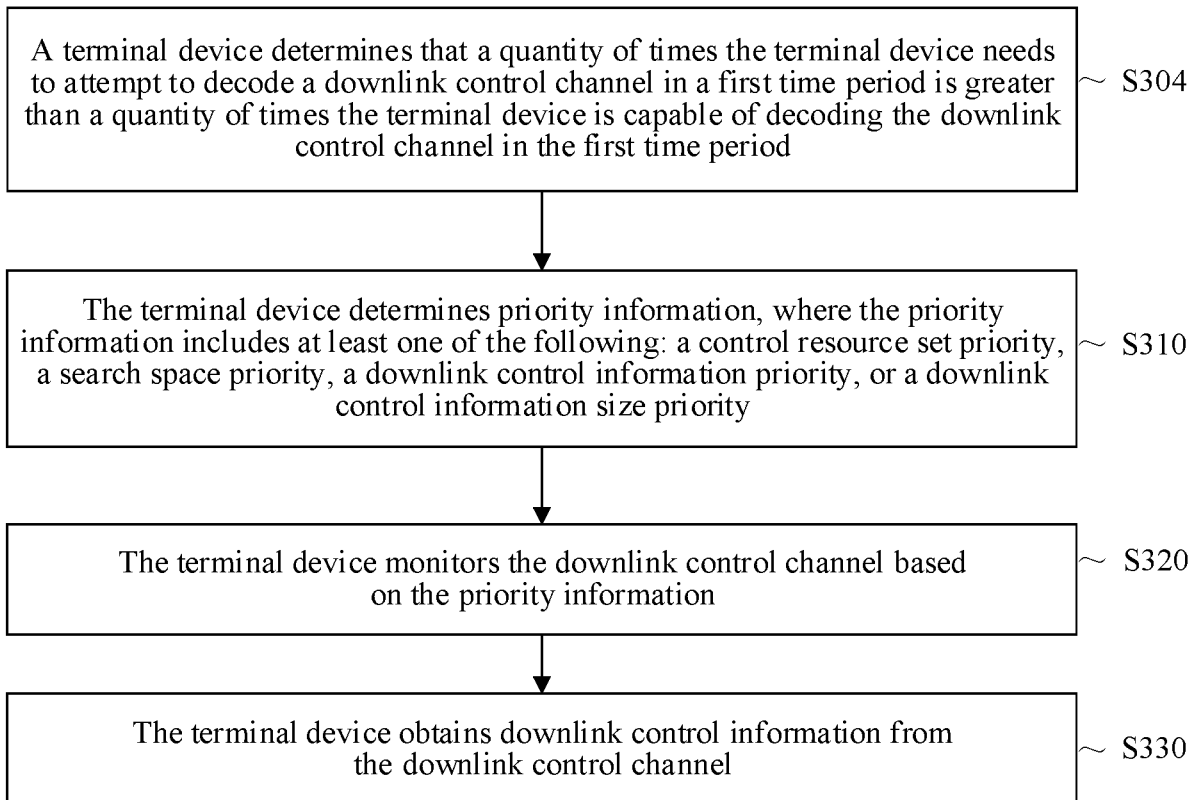 A terminal device determines that a quantity of times the terminal device needs
to attempt to decode a downlink control channel in a first time period is greater
than a quantity of times the terminal device is capable of decoding the downlink
control channel in the first time period
S304
The terminal device determines priority information, where the priority
information includes at least one of the following: a control resource set priority,
a search space priority, a downlink control information priority, or a downlink
control information size priority
S310
The terminal device monitors the downlink control channel based
on the priority information
S320
The terminal device obtains downlink control information from
the downlink control channel
S330